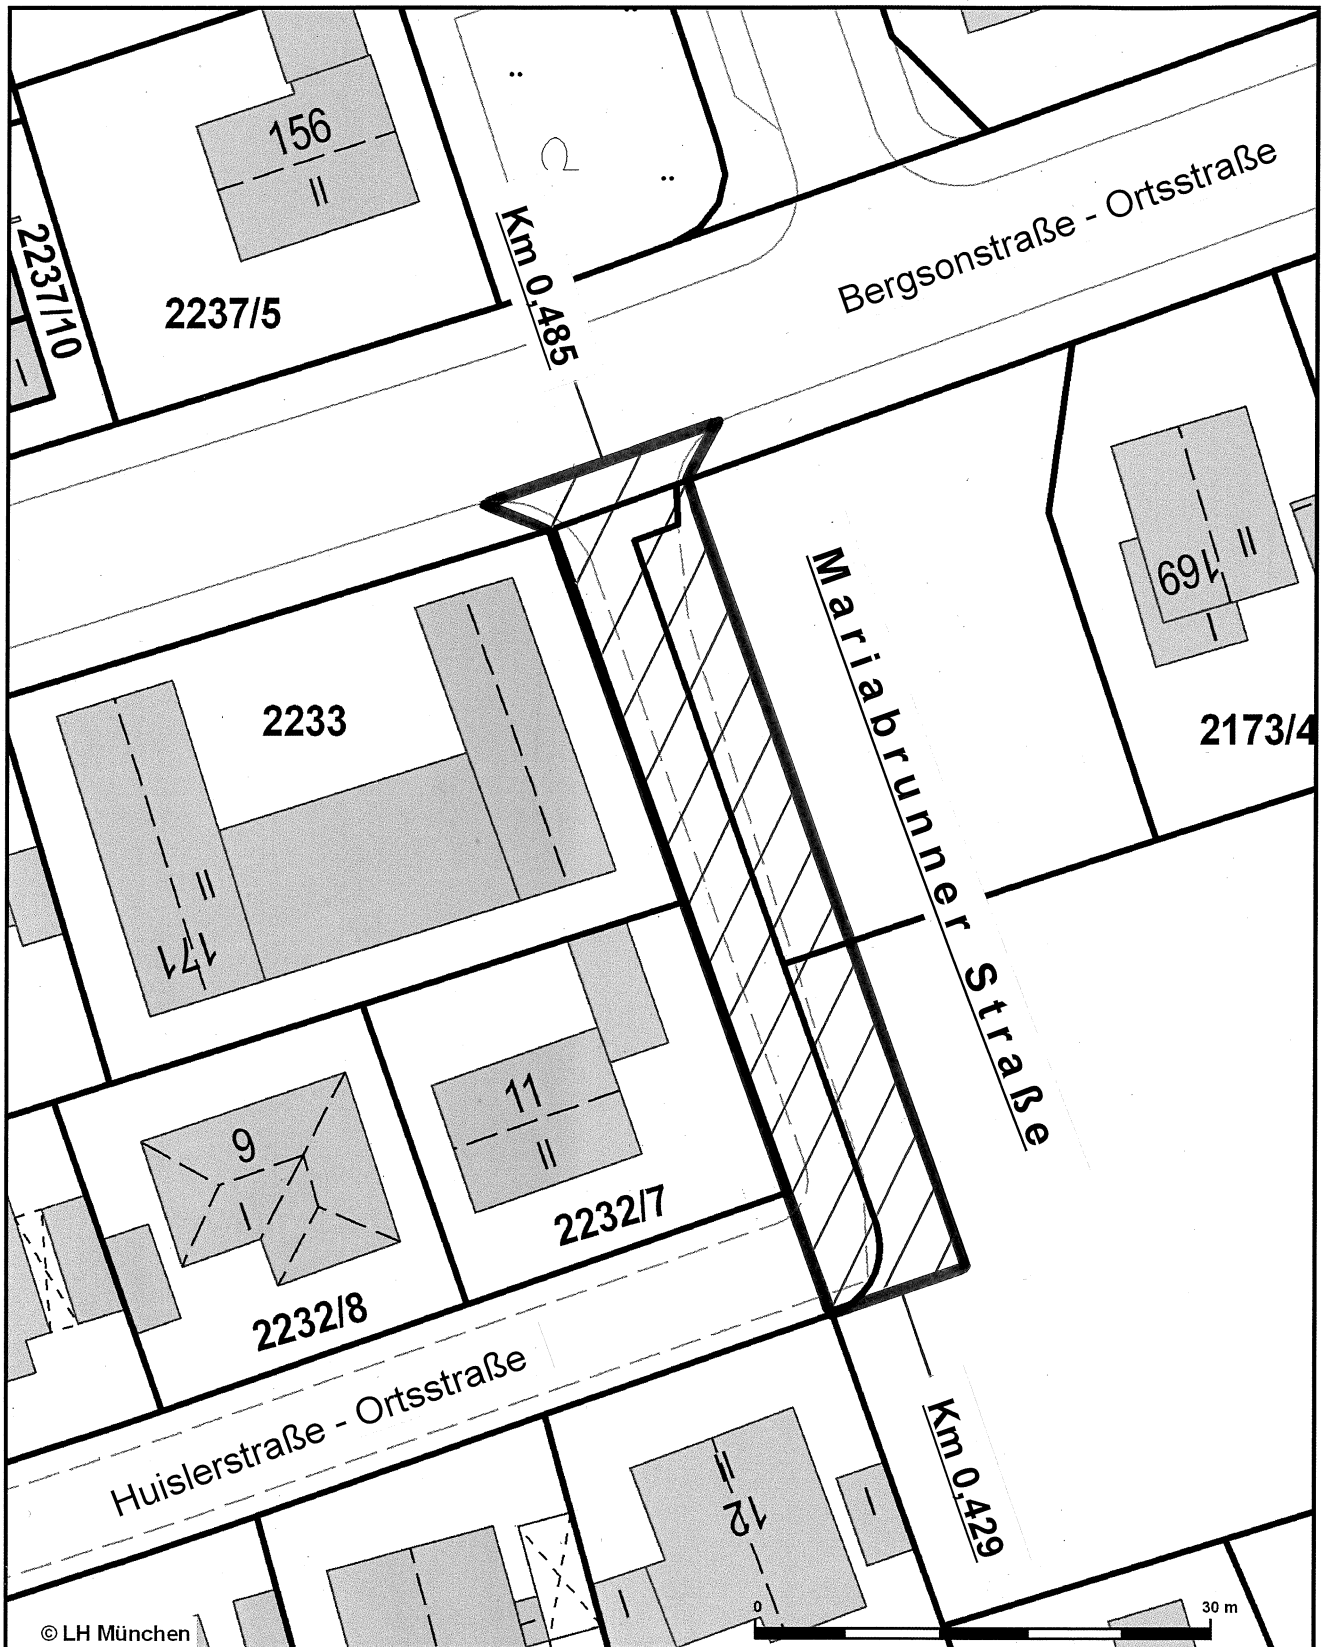 156
II
2237/10
2237/5
I
Km 0,485
Bergsonstraße - Ortsstraße
169
II
Mariabrunner Straße
2233
2173/4
II
171
11
II
9
I
2232/7
2232/8
Huislerstraße - Ortsstraße
Km 0,429
II
12
I
I
0
30 m
© LH München